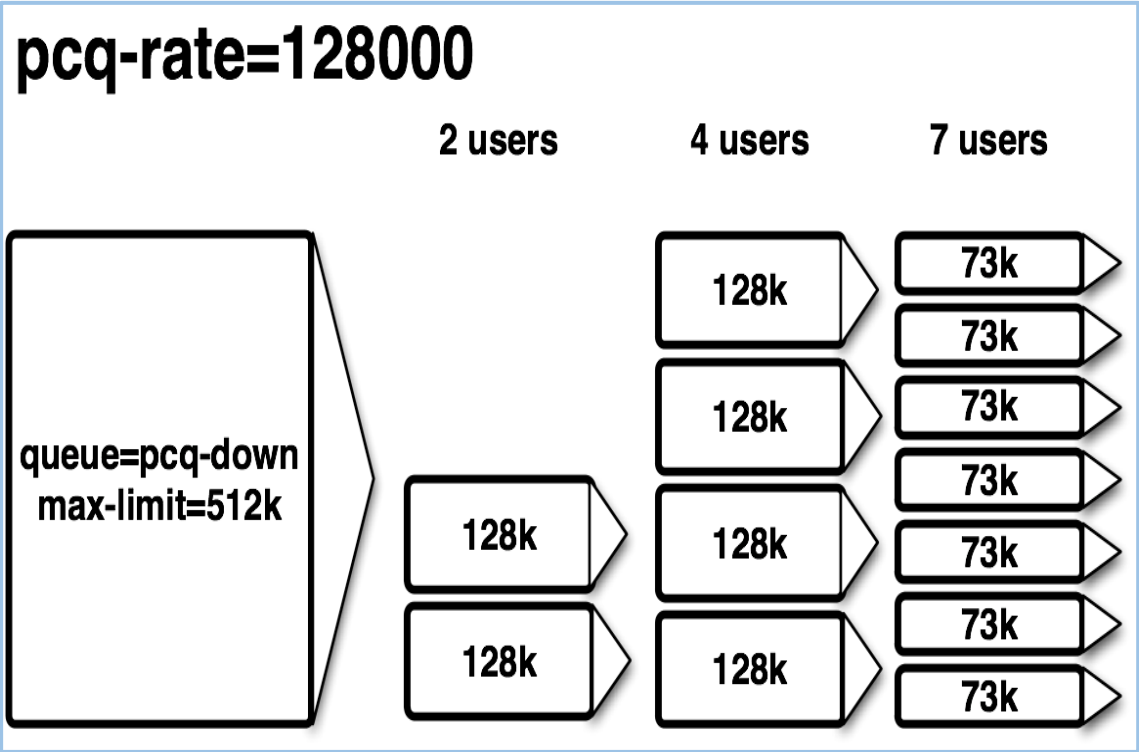 pcq-rate=128000
2 users
4 users
7 users
queue=pcq-down
max-limit=512k
128k
128k
128k
128k
128k
128k
73k
73k
73k
73k
73k
73k
73k